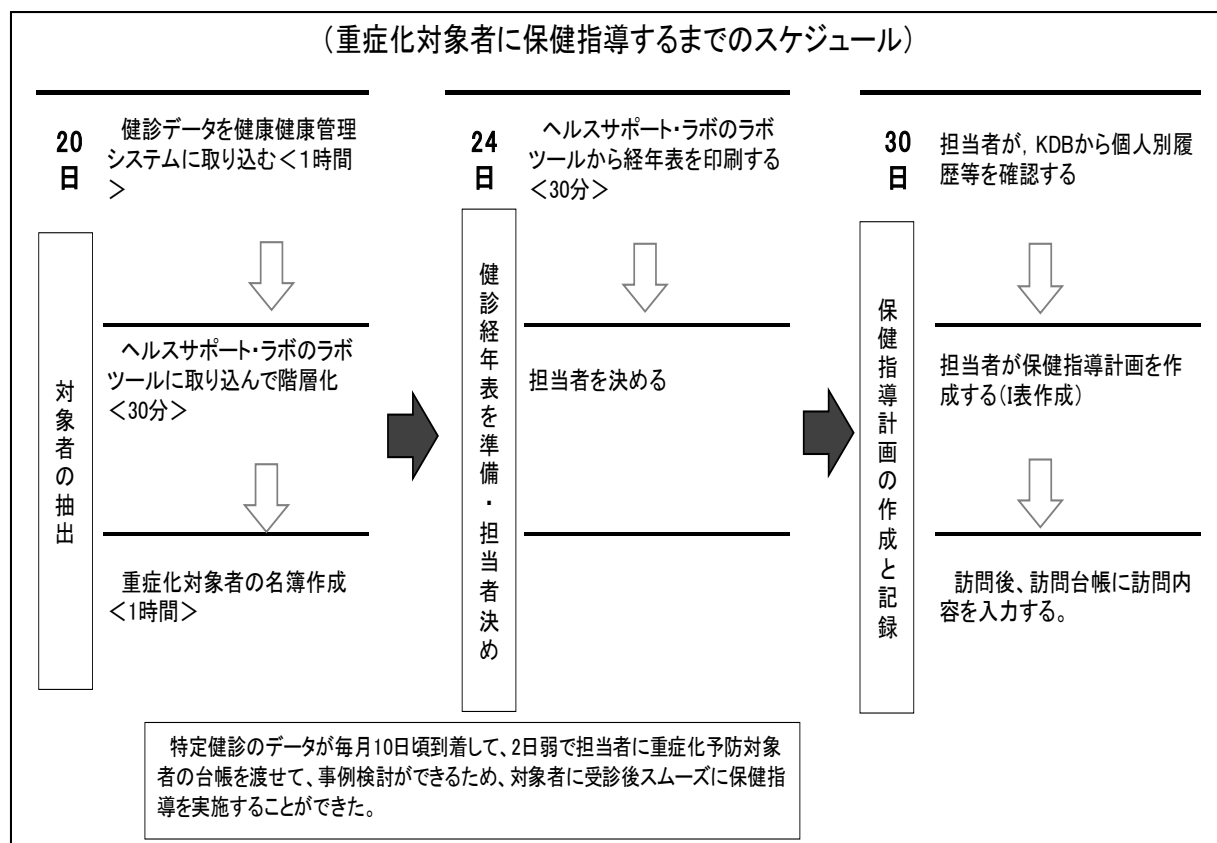 (重症化対象者に保健指導するまでのスケジュール)
20
日
健診データを健康健康管理
システムに取り込む<1時間
>
対象者の抽出
ヘルスサポート・ラボのラボ
ツールに取り込んで階層化
<30分>
重症化対象者の名簿作成
<1時間>
24
日
ヘルスサポート・ラボのラボ
ツールから経年表を印刷する
<30分>
健診経年表を準備・担当者決め
担当者を決める
30
日
担当者が，KDBから個人別履
歴等を確認する
保健指導計画の作成と記録
担当者が保健指導計画を作
成する(I表作成)
訪問後、訪問台帳に訪問内
容を入力する。
特定健診のデータが毎月10日頃到着して、2日弱で担当者に重症化予防対象
者の台帳を渡せて、事例検討ができるため、対象者に受診後スムーズに保健指
導を実施することができた。